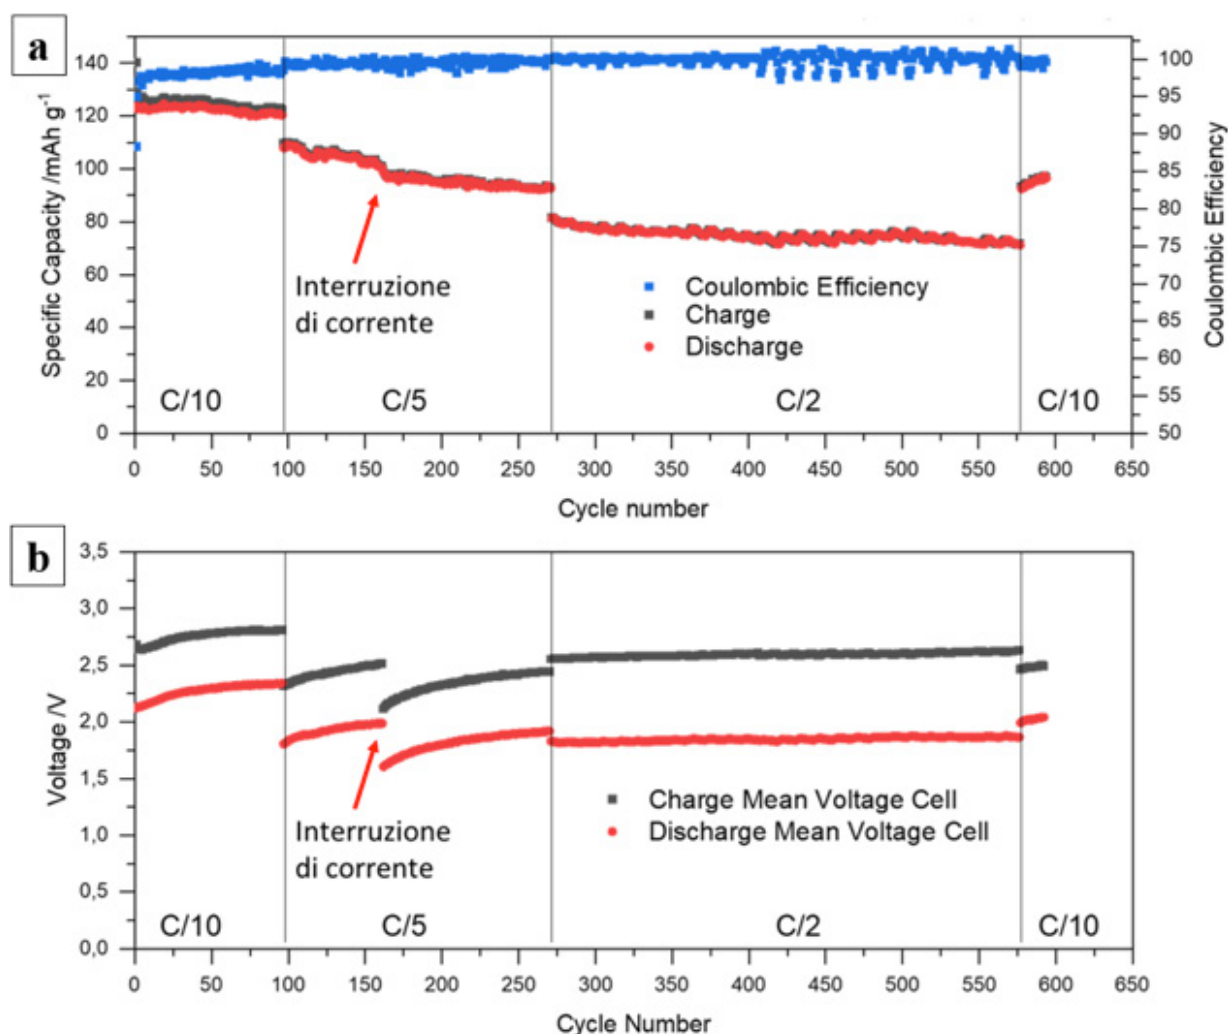 a
Specific Capacity /mAh g⁻¹
140
120
100
80
60
40
20
0
Interruzione
di corrente
Coulombic Efficiency
Charge
Discharge
C/10
C/5
C/2
C/10
100
95
90
85
80
75
70
65
60
55
50
Coulombic Efficiency
0 50 100 150 200 250 300 350 400 450 500 550 600 650
Cycle number
b
Voltage /V
3,5
3,0
2,5
2,0
1,5
1,0
0,5
0,0
Interruzione
di corrente
Charge Mean Voltage Cell
Discharge Mean Voltage Cell
C/10
C/5
C/2
C/10
0 50 100 150 200 250 300 350 400 450 500 550 600 650
Cycle Number